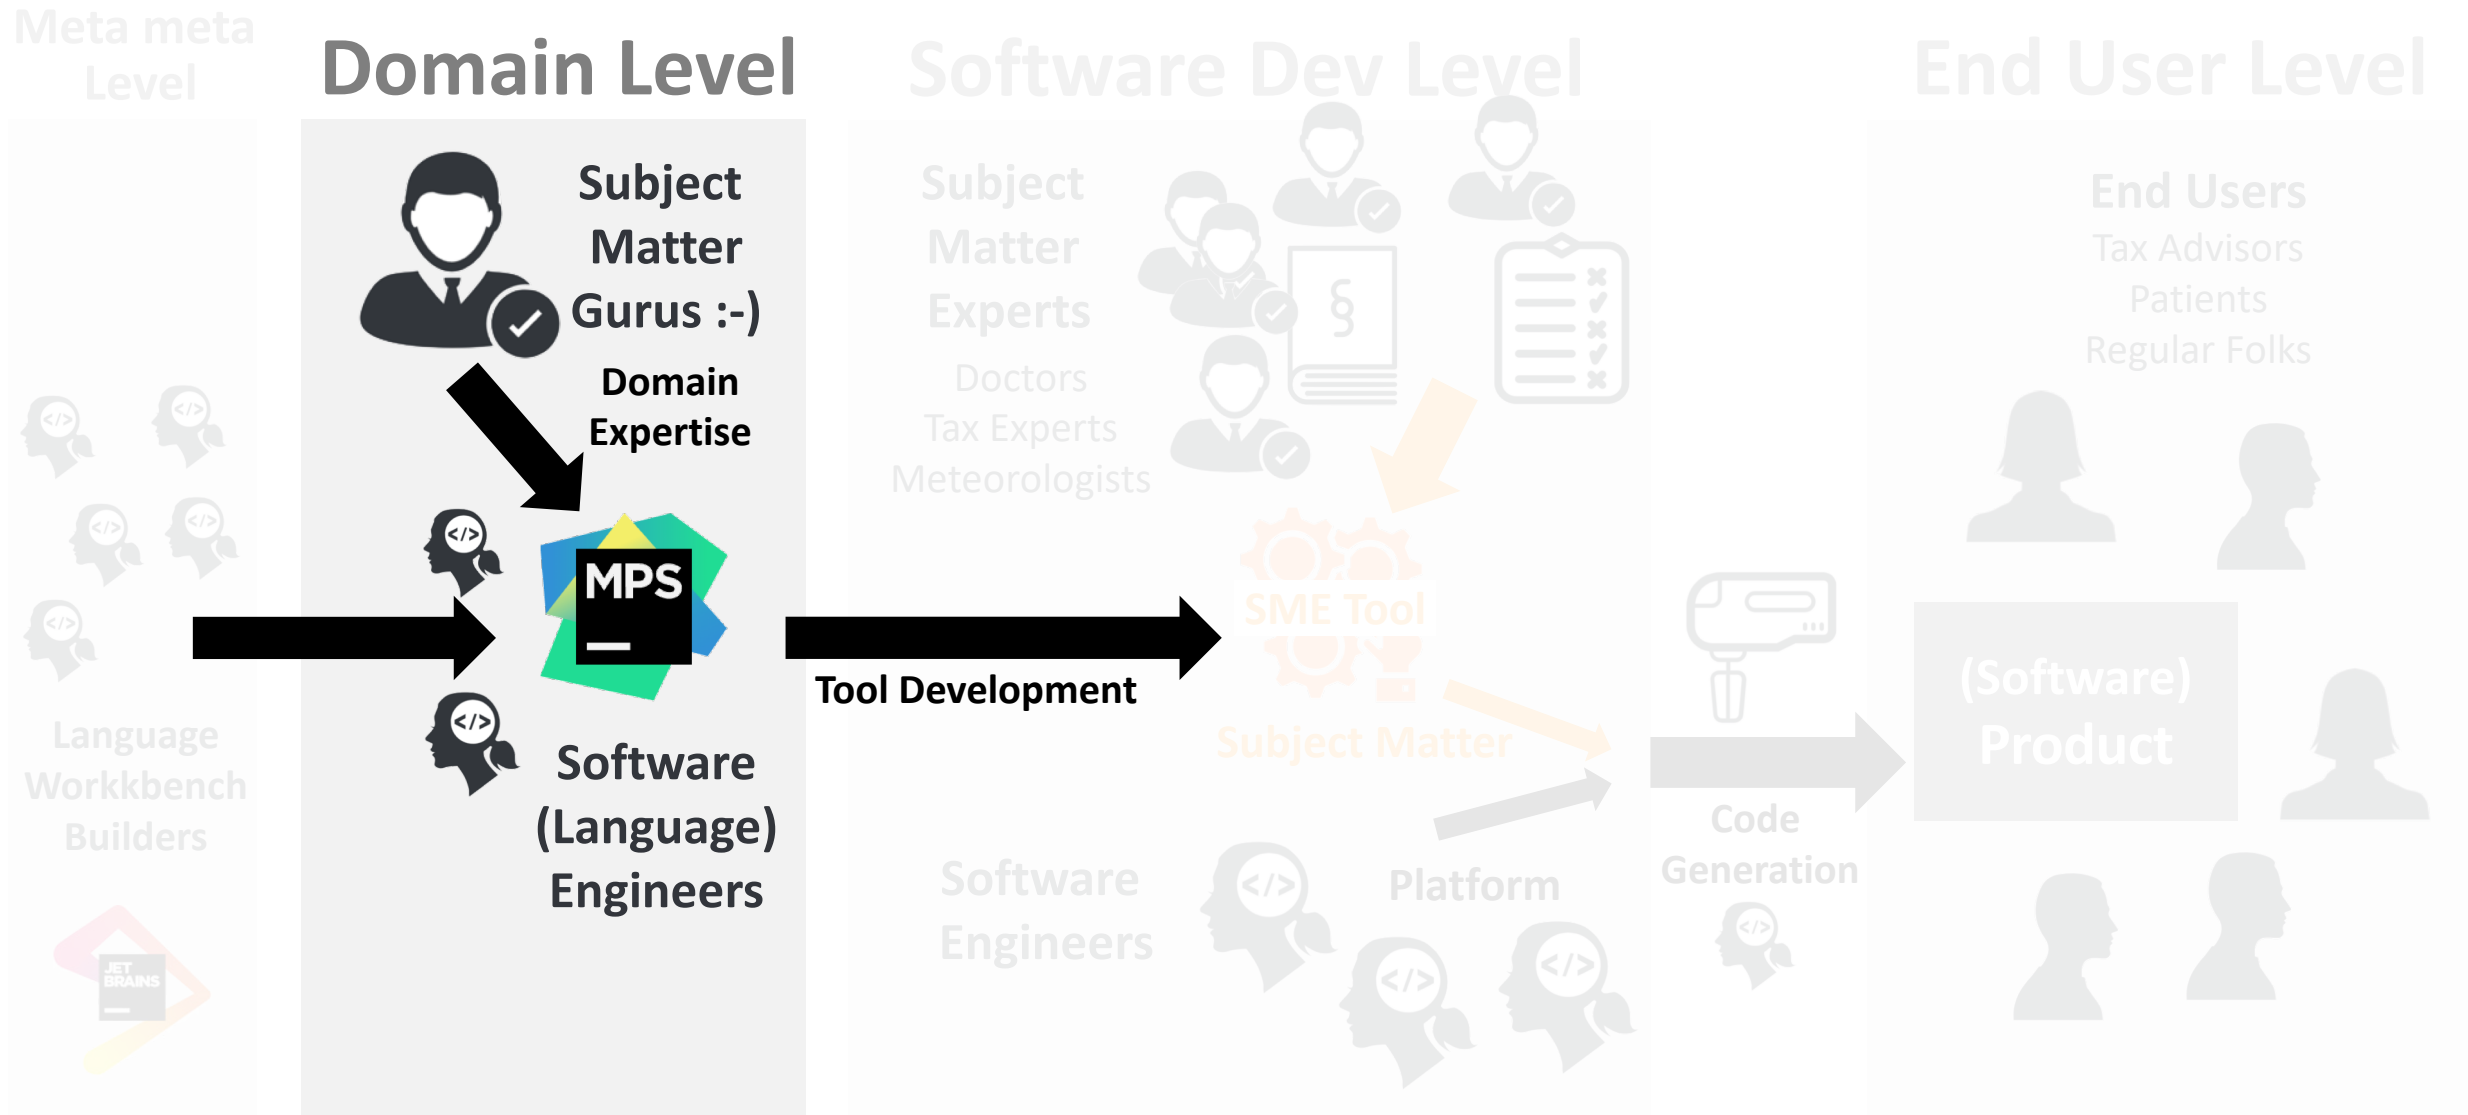 Meta meta
Level
Domain Level
Software Dev Level
End User Level
Subject
Matter
Gurus :-)
Domain
Expertise
</>
</>
MPS
Software
(Language)
Engineers
</>
</>
</>
</>
</>
Language
Workkbench
Builders
JET
BRAINS
Tool Development
Subject
Matter
Experts
Doctors
Tax Experts
Meteorologists
§
SME Tool
Subject Matter
Software
Engineers
Platform
</>
</>
</>
Code
Generation
</>
End Users
Tax Advisors
Patients
Regular Folks
(Software)
Product